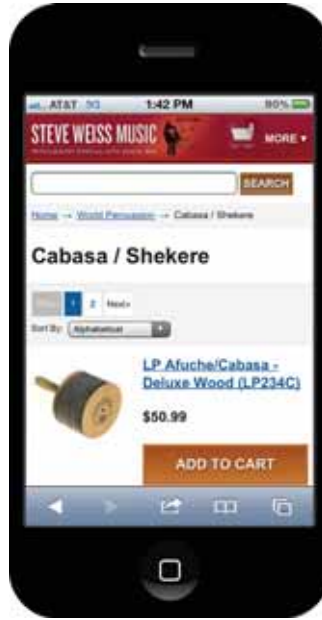 AT&T 3G 1:42 PM 90%
STEVE WEISS MUSIC
MORE ▾
SEARCH
Home → World Percussion → Cabasa / Shekere
Cabasa / Shekere
1 2 Next»
Sort By: Alphabetical
LP Afuche/Cabasa -
Deluxe Wood (LP234C)
$50.99
ADD TO CART